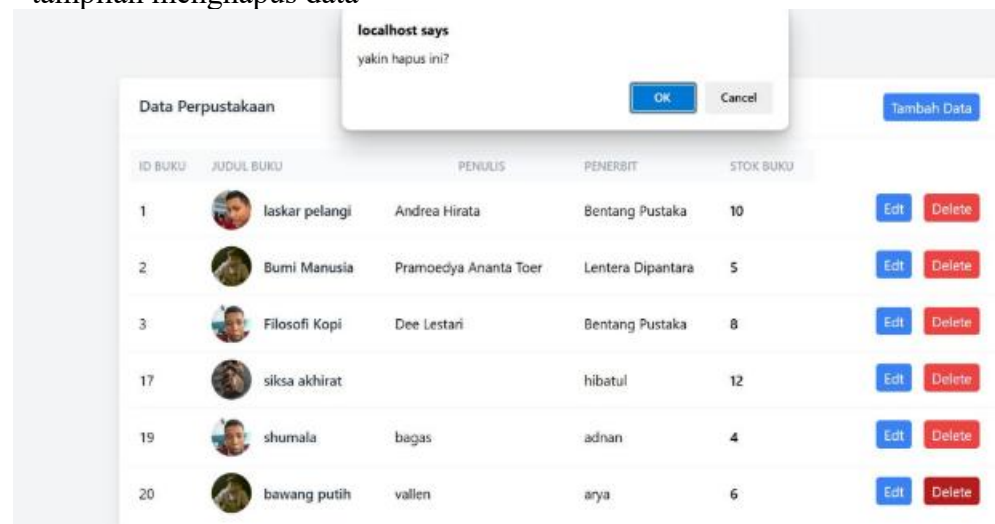 tampilan menghapus data
localhost says
yakin hapus ini?
OK Cancel
Data Perpustakaan Tambah Data
ID BUKU JUDUL BUKU PENULIS PENERBIT STOK BUKU
1 laskar pelangi Andrea Hirata Bentang Pustaka 10 Edt Delete
2 Bumi Manusia Pramoedya Ananta Toer Lentera Dipantara 5 Edt Delete
3 Filosofi Kopi Dee Lestari Bentang Pustaka 8 Edt Delete
17 siksa akhirat hibatul 12 Edt Delete
19 shumala bagas adnan 4 Edt Delete
20 bawang putih vallen arya 6 Edt Delete